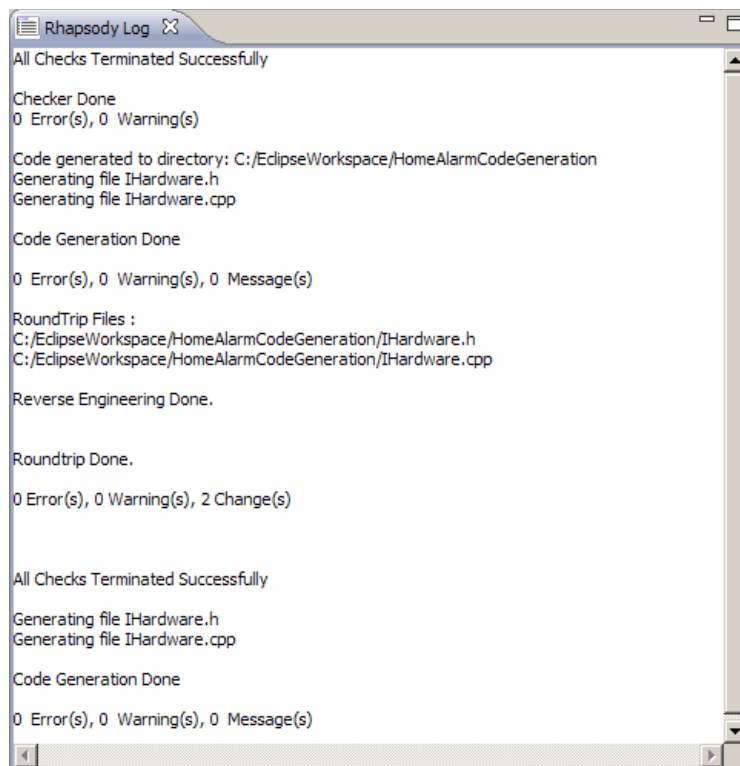 Rhapsody Log
All Checks Terminated Successfully
Checker Done
0 Error(s), 0 Warning(s)
Code generated to directory: C:/EclipseWorkspace/HomeAlarmCodeGeneration
Generating file IHardware.h
Generating file IHardware.cpp
Code Generation Done
0 Error(s), 0 Warning(s), 0 Message(s)
RoundTrip Files :
C:/EclipseWorkspace/HomeAlarmCodeGeneration/IHardware.h
C:/EclipseWorkspace/HomeAlarmCodeGeneration/IHardware.cpp
Reverse Engineering Done.
Roundtrip Done.
0 Error(s), 0 Warning(s), 2 Change(s)
All Checks Terminated Successfully
Generating file IHardware.h
Generating file IHardware.cpp
Code Generation Done
0 Error(s), 0 Warning(s), 0 Message(s)